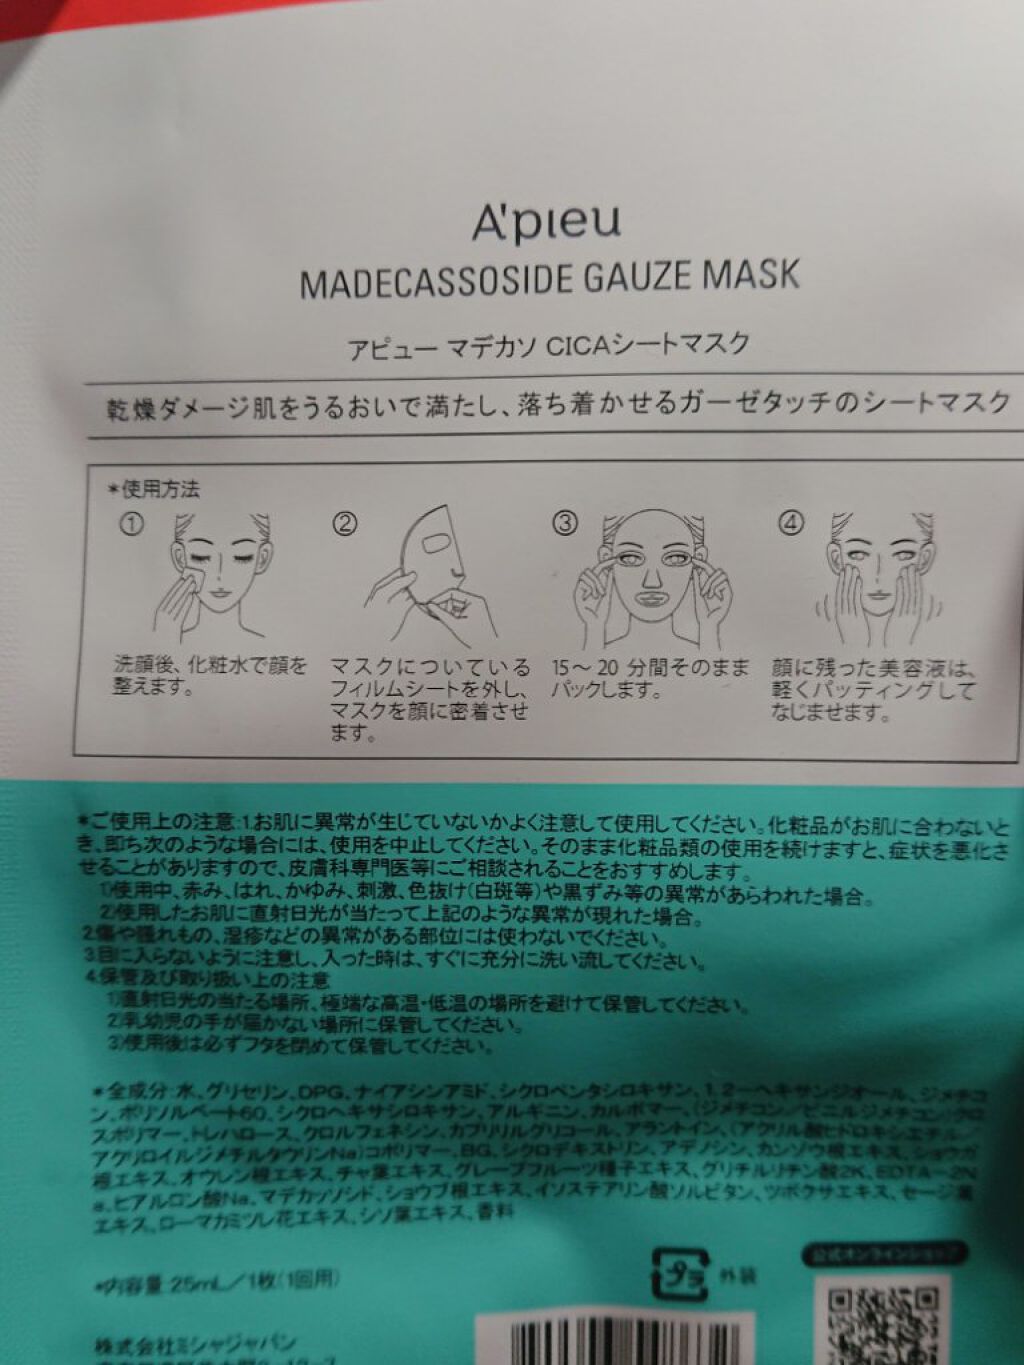 A'pieu
MADECASSOSIDE GAUZE MASK
アピュー マデカソ CICAシートマスク
乾燥ダメージ肌をうるおいで満たし、落ち着かせるガーゼタッチのシートマスク
*使用方法
①
洗顔後、化粧水で顔を
整えます。
②
マスクについている
フィルムシートを外し、
マスクを顔に密着させ
ます。
③
15～20 分間そのまま
パックします。
④
顔に残った美容液は、
軽くパッティングして
なじませます。
*ご使用上の注意:1.お肌に異常が生じていないかよく注意して使用してください。化粧品がお肌に合わないと
き、即ち次のような場合には、使用を中止してください。そのまま化粧品類の使用を続けますと、症状を悪化さ
せることがありますので、皮膚科専門医等にご相談されることをおすすめします。
1)使用中、赤み、はれ、かゆみ、刺激、色抜け(白斑等)や黒ずみ等の異常があらわれた場合。
2)使用したお肌に直射日光が当たって上記のような異常が現れた場合。
2.傷や腫れもの、湿疹などの異常がある部位には使わないでください。
3.目に入らないように注意し、入った時は、すぐに充分に洗い流してください。
4.保管及び取り扱い上の注意
1)直射日光の当たる場所、極端な高温・低温の場所を避けて保管してください。
2)乳幼児の手が届かない場所に保管してください。
3)使用後は必ずフタを閉めて保管してください。
*全成分:水、グリセリン、DPG、ナイアシンアミド、シクロペンタシロキサン、1,2-ヘキサンジオール、ジメチコ
ン、ポリソルベート60、シクロヘキサシロキサン、アルギニン、カルボマー、(ジメチコン/ビニルジメチコン)クロ
スポリマー、トレハロース、クロルフェネシン、カプリリルグリコール、アラントイン、(アクリル酸ヒドロキシエチル/
アクリロイルジメチルタウリンNa)コポリマー、BG、シクロデキストリン、アデノシン、カンゾウ根エキス、ショウガ
根エキス、オウレン根エキス、チャ葉エキス、グレープフルーツ種子エキス、グリチルリチン酸2K、EDTA-2N
a、ヒアルロン酸Na、マデカッソシド、ショウブ根エキス、イソステアリン酸ソルビタン、ツボクサエキス、セージ葉
エキス、ローマカミツレ花エキス、シソ葉エキス、香料
*内容量:25mL/1枚(1回用)
プラ 外装
公式オンラインショップ
株式会社ミシャジャパン